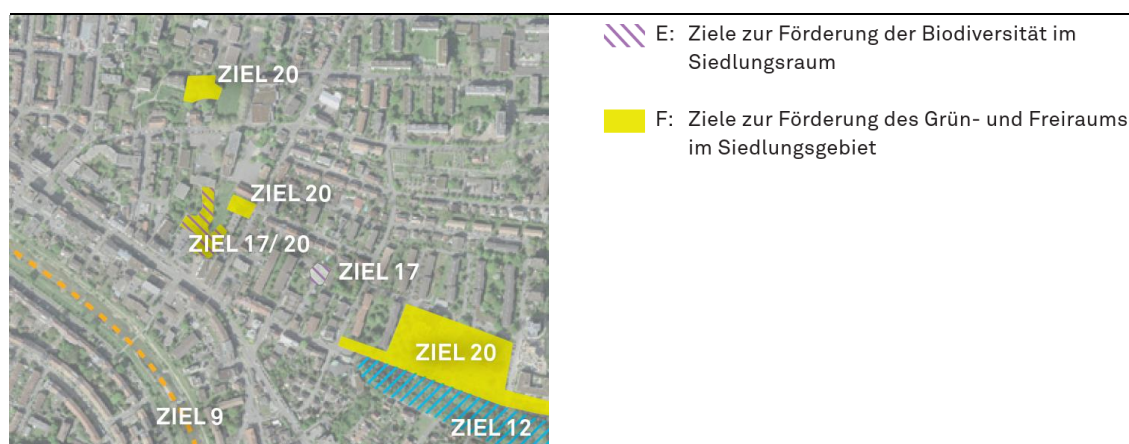 ZIEL 20
ZIEL 20
ZIEL 17/ 20
ZIEL 17
ZIEL 20
ZIEL 9
ZIEL 12
E: Ziele zur Förderung der Biodiversität im
Siedlungsraum
F: Ziele zur Förderung des Grün- und Freiraums
im Siedlungsgebiet